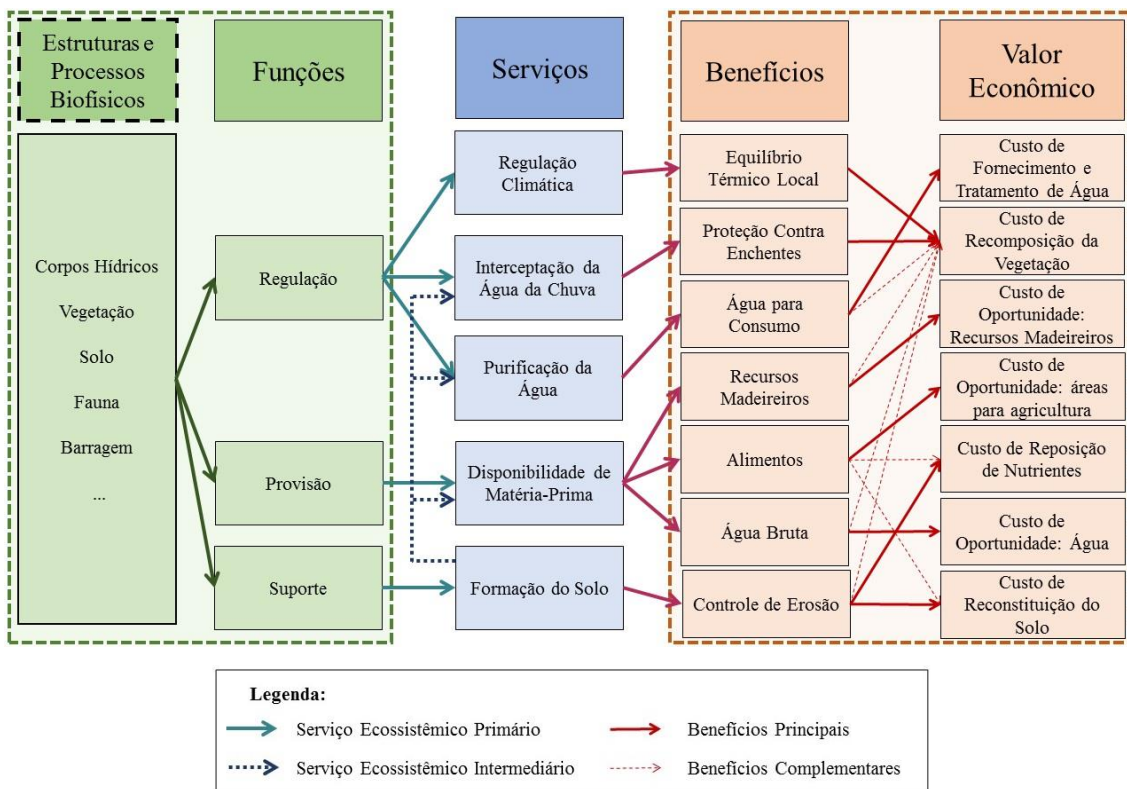 Estruturas e
Processos
Biofísicos
Funções
Serviços
Benefícios
Valor
Econômico
Corpos Hídricos
Vegetação
Solo
Fauna
Barragem
...
Regulação
Provisão
Suporte
Regulação
Climática
Interceptação da
Água da Chuva
Purificação da
Água
Disponibilidade de
Matéria-Prima
Formação do Solo
Equilíbrio
Térmico Local
Proteção Contra
Enchentes
Água para
Consumo
Recursos
Madeireiros
Alimentos
Água Bruta
Controle de Erosão
Custo de
Fornecimento e
Tratamento de Água
Custo de
Recomposição da
Vegetação
Custo de
Oportunidade:
Recursos Madeireiros
Custo de
Oportunidade: áreas
para agricultura
Custo de Reposição
de Nutrientes
Custo de
Oportunidade: Água
Custo de
Reconstituição do
Solo
Legenda:
Serviço Ecossistêmico Primário
Benefícios Principais
Serviço Ecossistêmico Intermediário
Benefícios Complementares